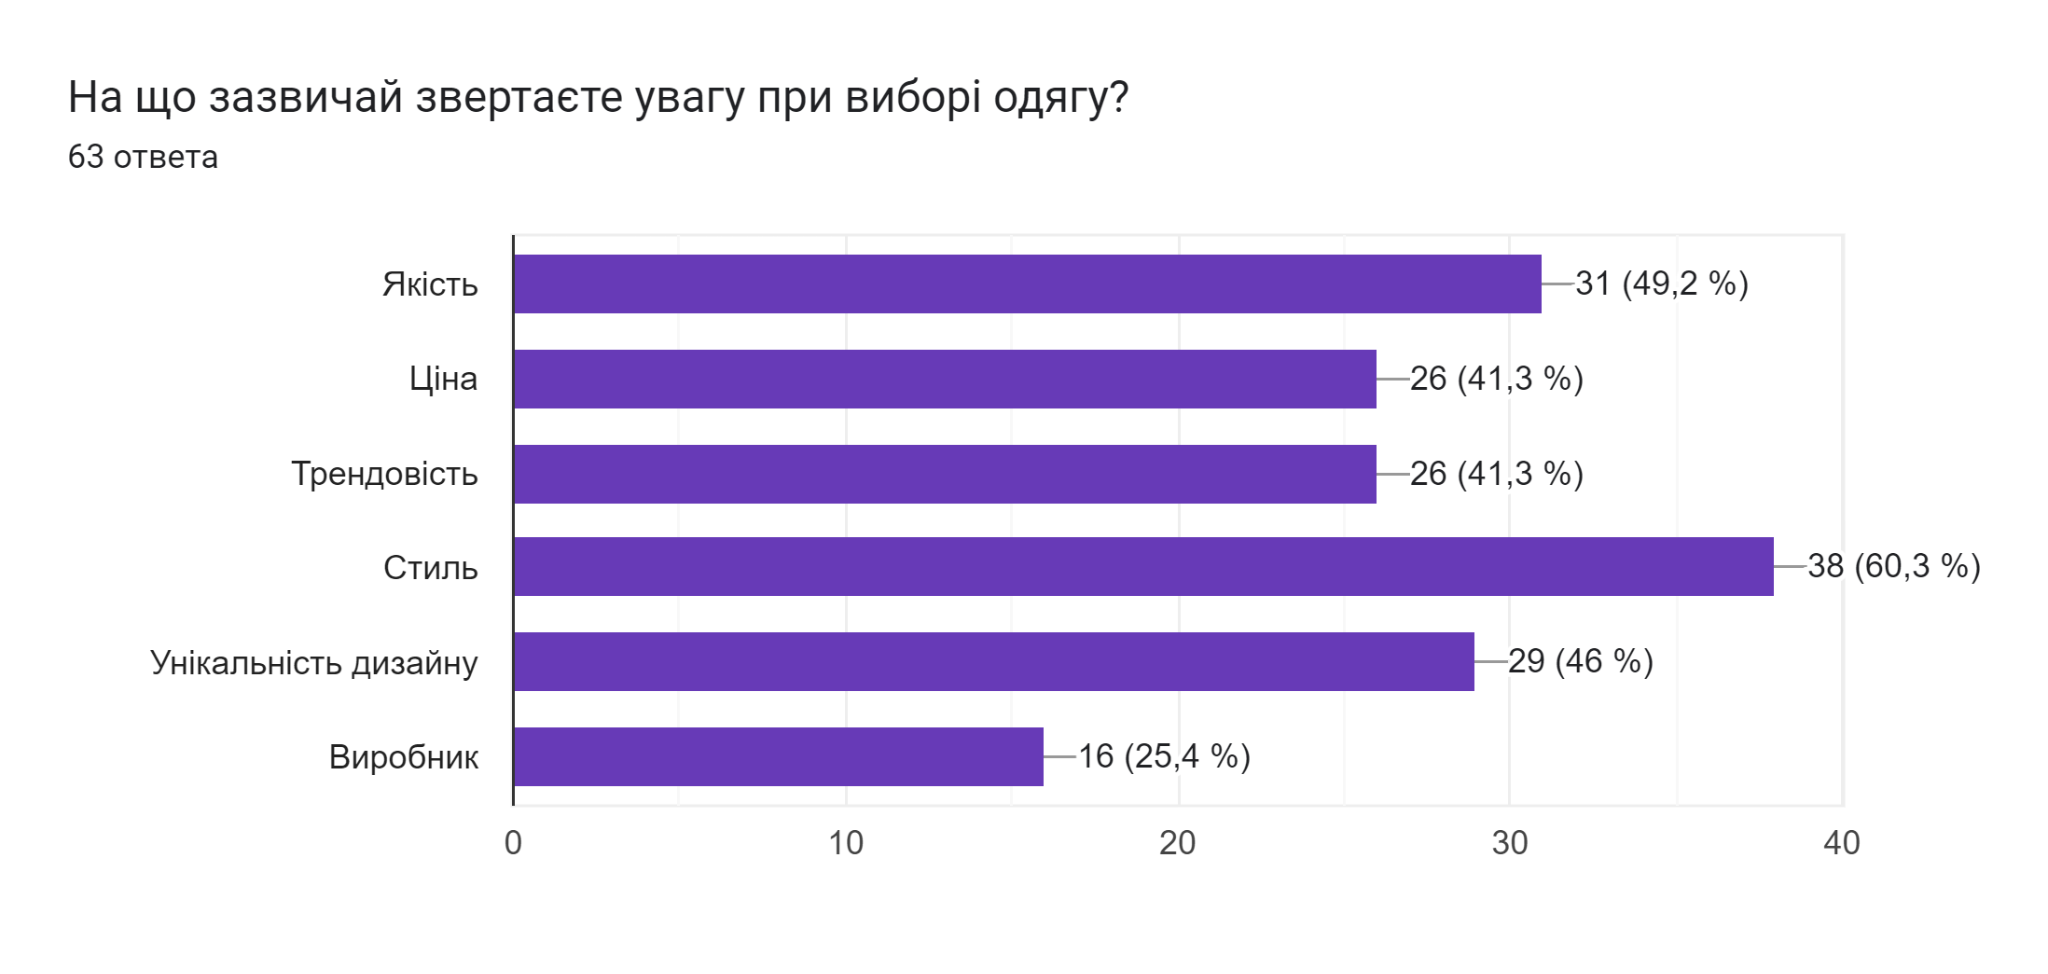 На що зазвичай звертаєте увагу при виборі одягу?
63 ответа
Якість 31 (49,2 %)
Ціна 26 (41,3 %)
Трендовість 26 (41,3 %)
Стиль 38 (60,3 %)
Унікальність дизайну 29 (46 %)
Виробник 16 (25,4 %)
0 10 20 30 40